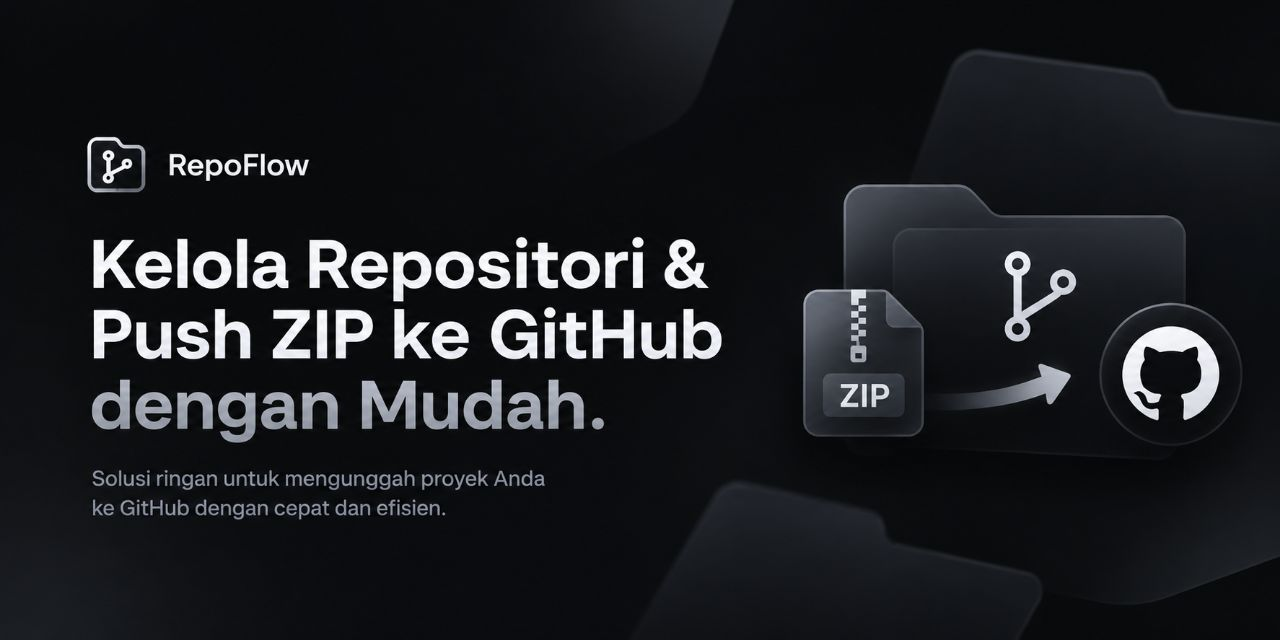 RepoFlow
Kelola Repositori &
Push ZIP ke GitHub
dengan Mudah.
Solusi ringan untuk mengunggah proyek Anda
ke GitHub dengan cepat dan efisien.
ZIP